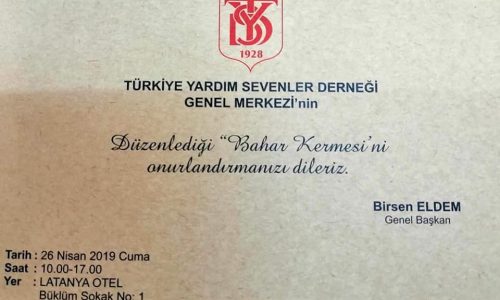 TYSD
1928
TÜRKİYE YARDIM SEVENLER DERNEĞİ
GENEL MERKEZİ'nin
Düzenlediği "Bahar Kermesi'ni
onurlandırmanızı dileriz.
Birsen ELDEM
Genel Başkan
Tarih : 26 Nisan 2019 Cuma
Saat : 10.00-17.00
Yer : LATANYA OTEL
Büklüm Sokak No: 1